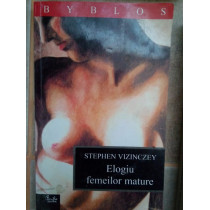 BYBLOS
STEPHEN VIZINCZEY
Elogiu
femeilor mature